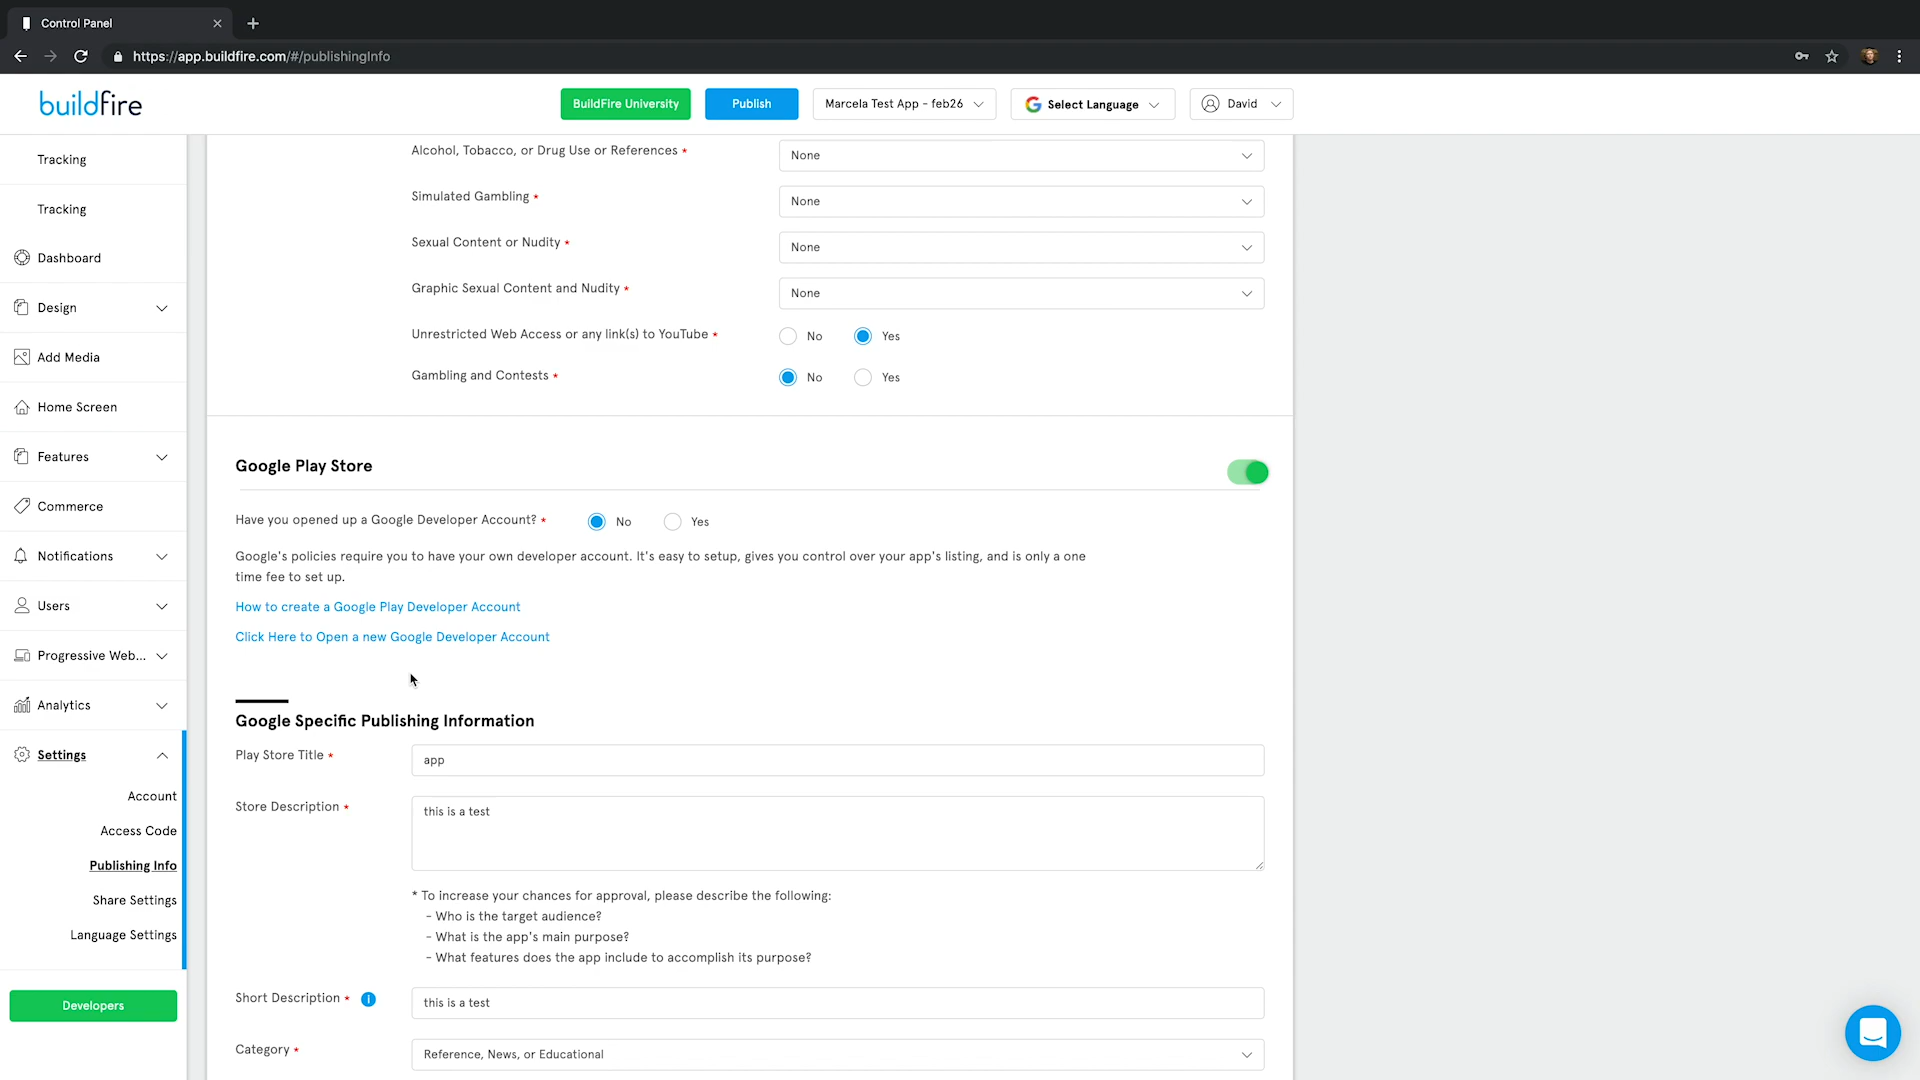 Control Panel
https://app.buildfire.com/#/publishingInfo
buildfire
BuildFire University
Publish
Marcela Test App - feb26
Select Language
David
Tracking
Tracking
Dashboard
Design
Add Media
Home Screen
Features
Commerce
Notifications
Users
Progressive Web...
Analytics
Settings
Account
Access Code
Publishing Info
Share Settings
Language Settings
Developers
Alcohol, Tobacco, or Drug Use or References *
None
Simulated Gambling *
None
Sexual Content or Nudity *
None
Graphic Sexual Content and Nudity *
None
Unrestricted Web Access or any link(s) to YouTube *
No Yes
Gambling and Contests *
No Yes
Google Play Store
Have you opened up a Google Developer Account? *
No Yes
Google's policies require you to have your own developer account. It's easy to setup, gives you control over your app's listing, and is only a one
time fee to set up.
How to create a Google Play Developer Account
Click Here to Open a new Google Developer Account
Google Specific Publishing Information
Play Store Title *
app
Store Description *
this is a test
* To increase your chances for approval, please describe the following:
- Who is the target audience?
- What is the app's main purpose?
- What features does the app include to accomplish its purpose?
Short Description * i
this is a test
Category *
Reference, News, or Educational